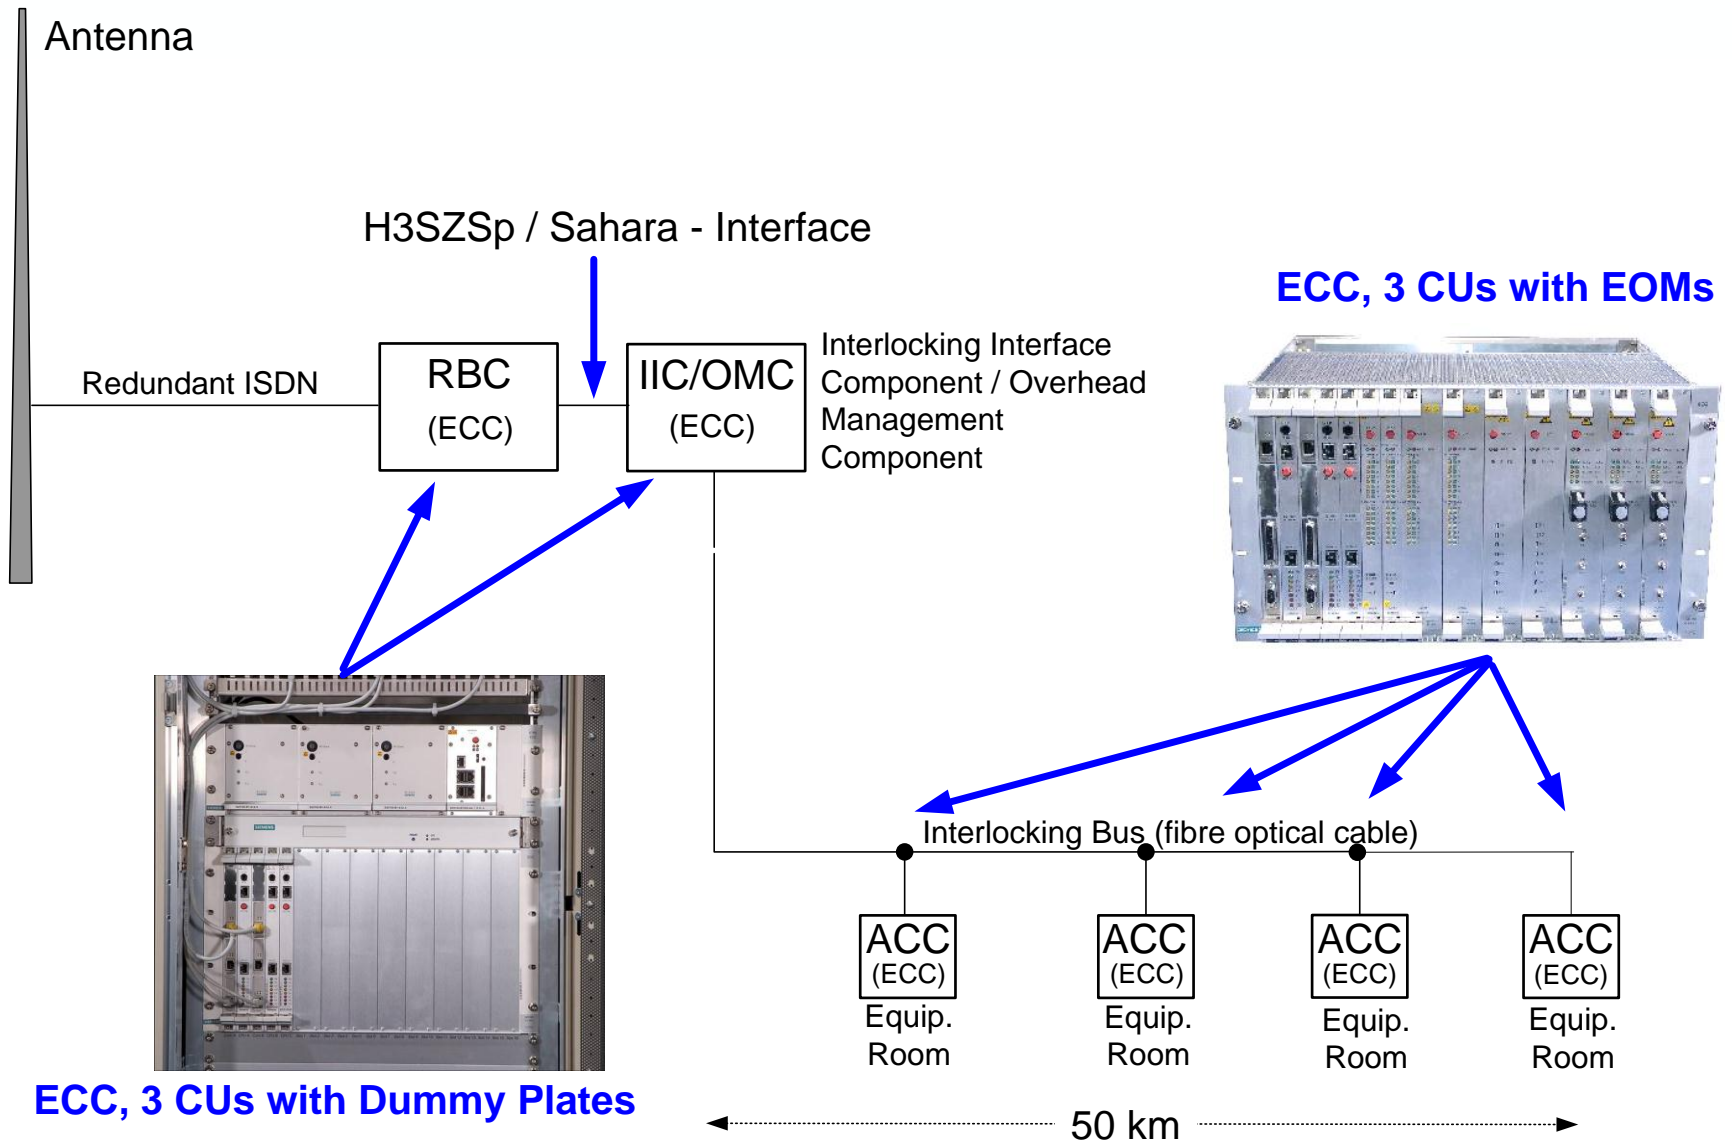 Antenna
H3SZSp / Sahara - Interface
ECC, 3 CUs with EOMs
Redundant ISDN
RBC
(ECC)
IIC/OMC
(ECC)
Interlocking Interface
Component / Overhead
Management
Component
SIEMENS
Interlocking Bus (fibre optical cable)
ACC
(ECC)
Equip.
Room
ACC
(ECC)
Equip.
Room
ACC
(ECC)
Equip.
Room
ACC
(ECC)
Equip.
Room
ECC, 3 CUs with Dummy Plates
50 km